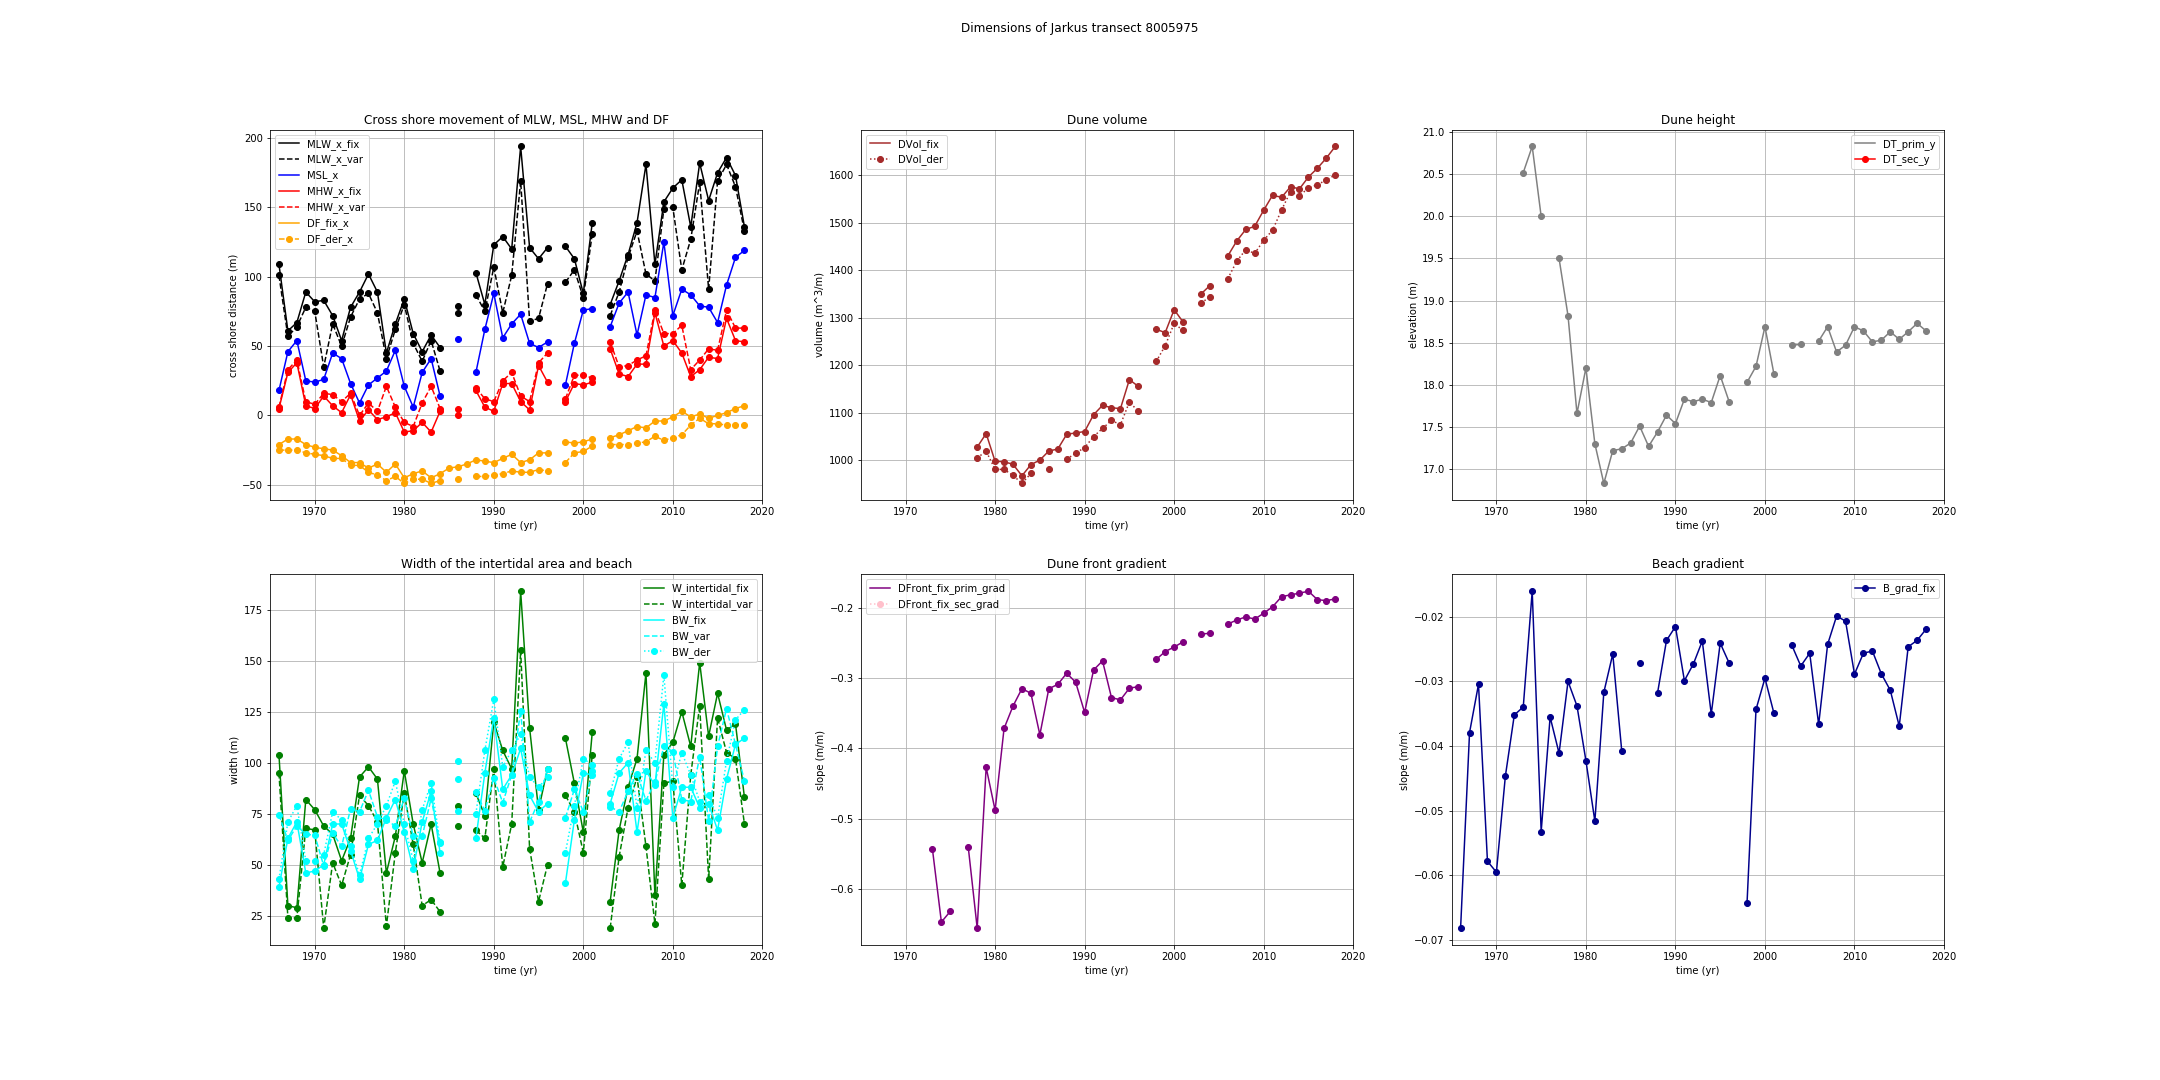 Dimensions of Jarkus transect 8005975
Cross shore movement of MLW, MSL, MHW and DF
MLW_x_fix
MLW_x_var
MSL_x
MHW_x_fix
MHW_x_var
DF_fix_x
DF_der_x
200
150
100
50
0
−50
cross shore distance (m)
1970 1980 1990 2000 2010 2020
time (yr)
Dune volume
DVol_fix
DVol_der
1600
1500
1400
1300
1200
1100
1000
volume (m^3/m)
1970 1980 1990 2000 2010 2020
time (yr)
Dune height
DT_prim_y
DT_sec_y
21.0
20.5
20.0
19.5
19.0
18.5
18.0
17.5
17.0
elevation (m)
1970 1980 1990 2000 2010 2020
time (yr)
Width of the intertidal area and beach
W_intertidal_fix
W_intertidal_var
BW_fix
BW_var
BW_der
175
150
125
100
75
50
25
width (m)
1970 1980 1990 2000 2010 2020
time (yr)
Dune front gradient
DFront_fix_prim_grad
DFront_fix_sec_grad
−0.2
−0.3
−0.4
−0.5
−0.6
slope (m/m)
1970 1980 1990 2000 2010 2020
time (yr)
Beach gradient
B_grad_fix
−0.02
−0.03
−0.04
−0.05
−0.06
−0.07
slope (m/m)
1970 1980 1990 2000 2010 2020
time (yr)